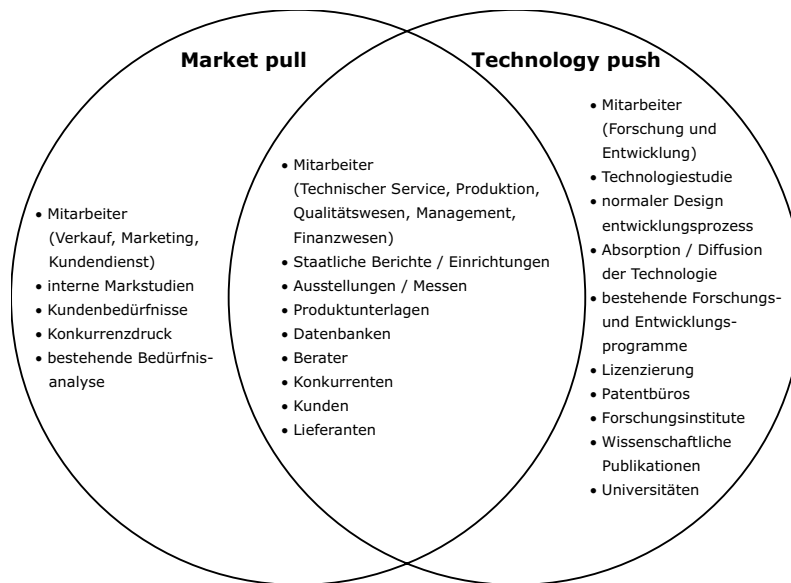 Market pull
• Mitarbeiter
(Verkauf, Marketing,
Kundendienst)
• interne Markstudien
• Kundenbedürfnisse
• Konkurrenzdruck
• bestehende Bedürfnis-
analyse
• Mitarbeiter
(Technischer Service, Produktion,
Qualitätswesen, Management,
Finanzwesen)
• Staatliche Berichte / Einrichtungen
• Ausstellungen / Messen
• Produktunterlagen
• Datenbanken
• Berater
• Konkurrenten
• Kunden
• Lieferanten
Technology push
• Mitarbeiter
(Forschung und
Entwicklung)
• Technologiestudie
• normaler Design
entwicklungsprozess
• Absorption / Diffusion
der Technologie
• bestehende Forschungs-
und Entwicklungs-
programme
• Lizenzierung
• Patentbüros
• Forschungsinstitute
• Wissenschaftliche
Publikationen
• Universitäten